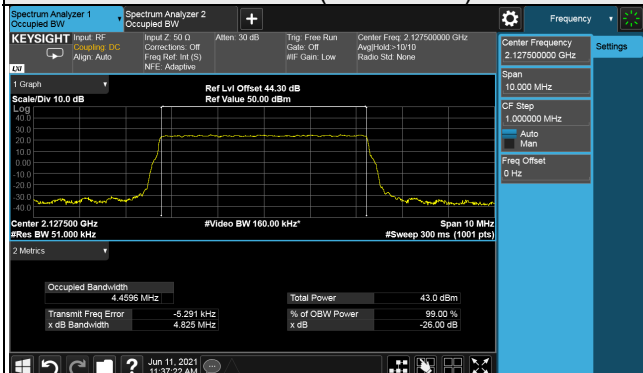 Spectrum Analyzer 1
Occupied BW
Spectrum Analyzer 2
Occupied BW
+
Frequency
KEYSIGHT
LXI
Input: RF
Coupling: DC
Align: Auto
Input Z: 50 Ω
Corrections: Off
Freq Ref: Int (S)
NFE: Adaptive
Atten: 30 dB
Trig: Free Run
Gate: Off
#IF Gain: Low
Center Freq: 2.127500000 GHz
Avg|Hold:>10/10
Radio Std: None
Center Frequency
2.127500000 GHz
Settings
Span
10.000 MHz
CF Step
1.000000 MHz
Auto
Man
Freq Offset
0 Hz
1 Graph
Scale/Div 10.0 dB
Ref Lvl Offset 44.30 dB
Ref Value 50.00 dBm
Log
40.0
30.0
20.0
10.0
0.00
-10.0
-20.0
-30.0
-40.0
Center 2.127500 GHz
#Res BW 51.000 kHz
#Video BW 160.00 kHz*
Span 10 MHz
#Sweep 300 ms (1001 pts)
2 Metrics
Occupied Bandwidth
4.4596 MHz
Total Power 43.0 dBm
Transmit Freq Error -5.291 kHz
% of OBW Power 99.00 %
x dB Bandwidth 4.825 MHz
x dB -26.00 dB
?
Jun 11, 2021
11:37:22 AM